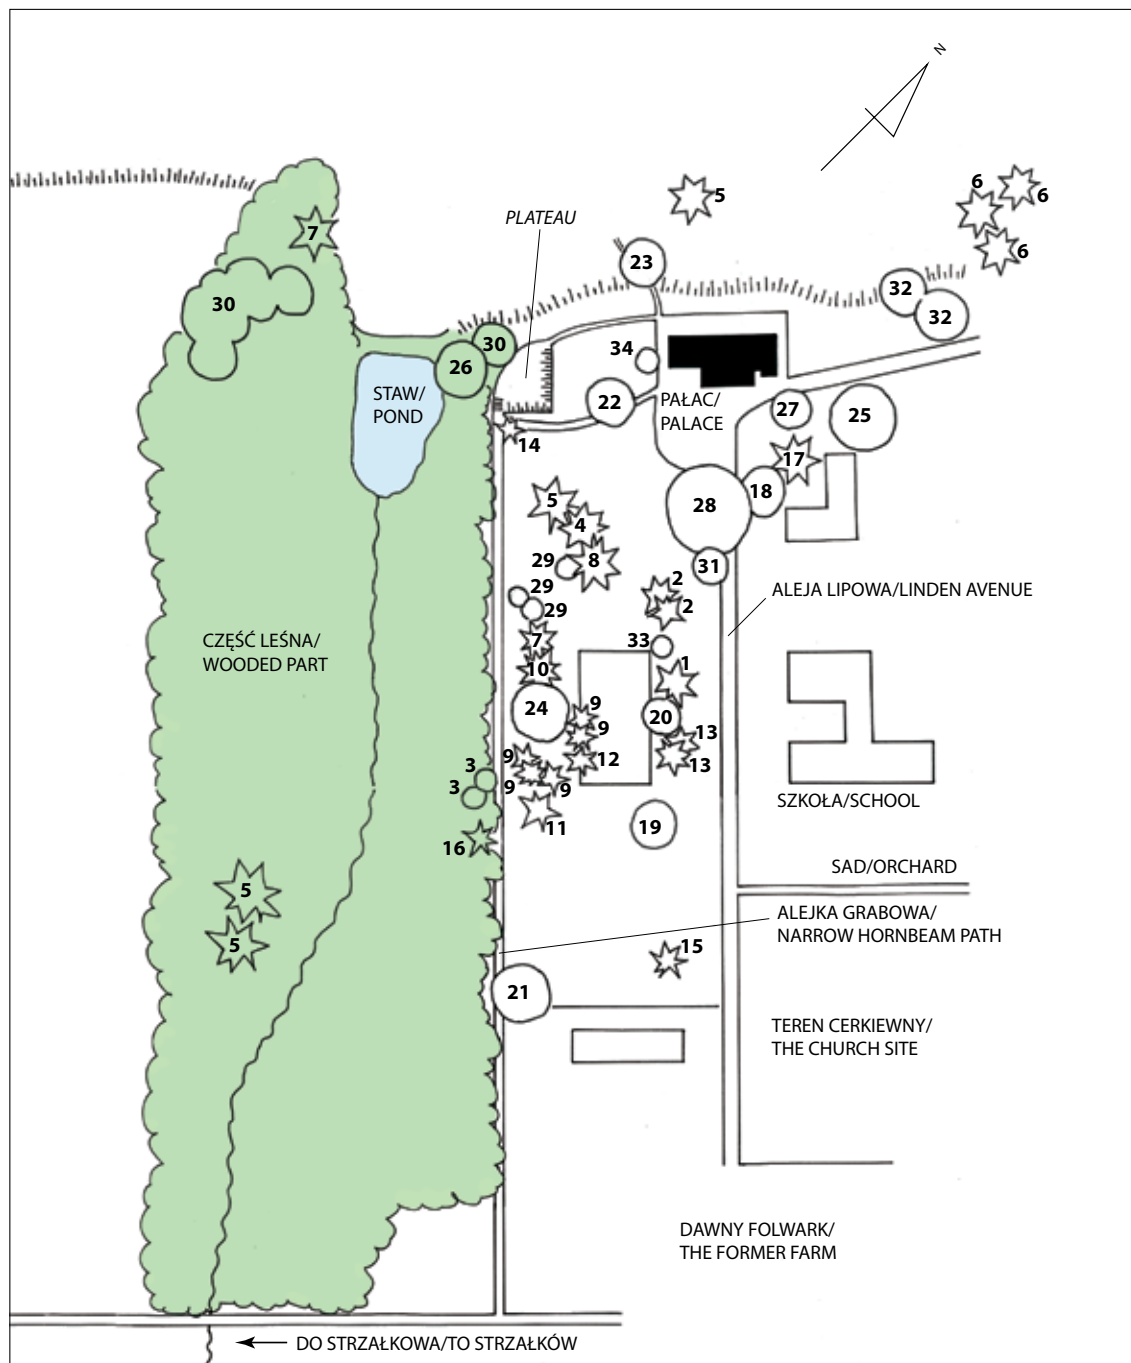 N
5
6
6
6
7
PLATEAU
23
30
32
32
30
34
26
STAW/
POND
22
PAŁAC/
PALACE
27
25
14
17
5
18
28
4
29
8
31
2
29
29
2
ALEJA LIPOWA/LINDEN AVENUE
CZĘŚĆ LEŚNA/
WOODED PART
7
33
10
1
24
9
20
9
13
9
12
13
3
3
9
9
SZKOŁA/SCHOOL
11
19
16
SAD/ORCHARD
5
ALEJKA GRABOWA/
NARROW HORNBEAM PATH
5
15
21
TEREN CERKIEWNY/
THE CHURCH SITE
DAWNY FOLWARK/
THE FORMER FARM
DO STRZAŁKOWA/TO STRZAŁKÓW